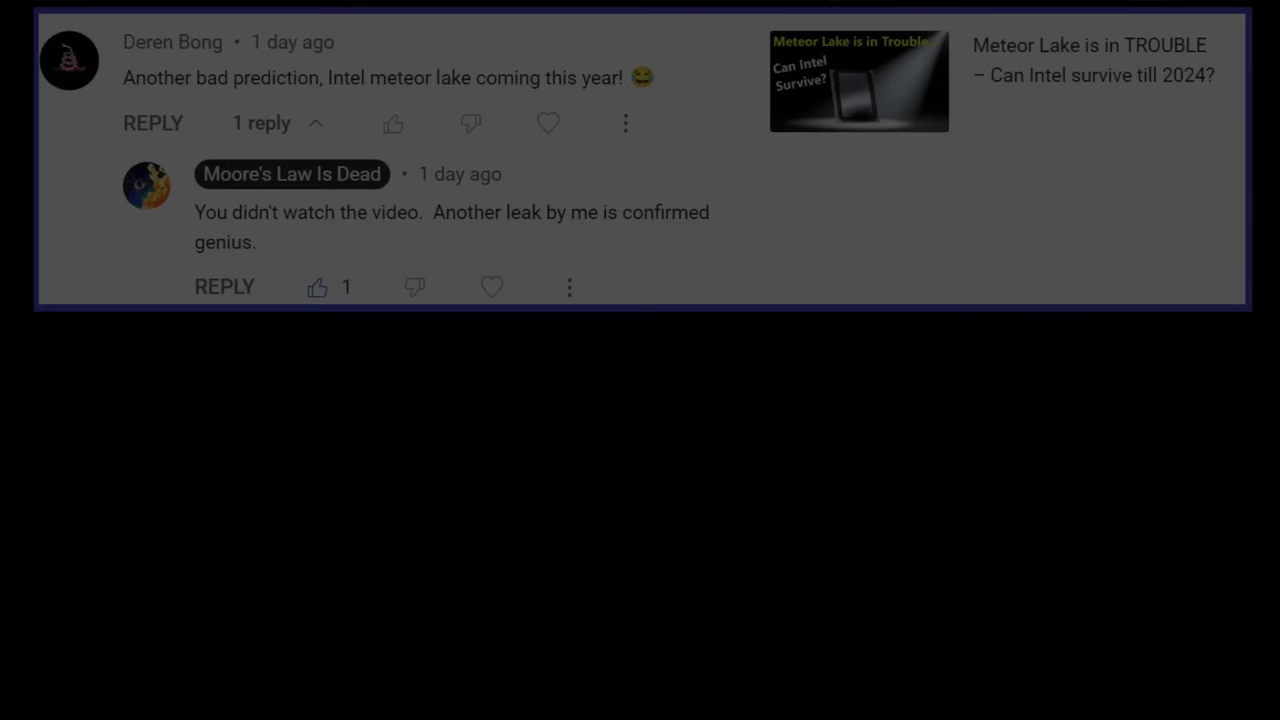 Deren Bong • 1 day ago
Another bad prediction, Intel meteor lake coming this year! 😂
REPLY 1 reply
Moore's Law Is Dead • 1 day ago
You didn't watch the video. Another leak by me is confirmed
genius.
REPLY 1
Meteor Lake is in Trouble
Can Intel
Survive?
Meteor Lake is in TROUBLE
– Can Intel survive till 2024?